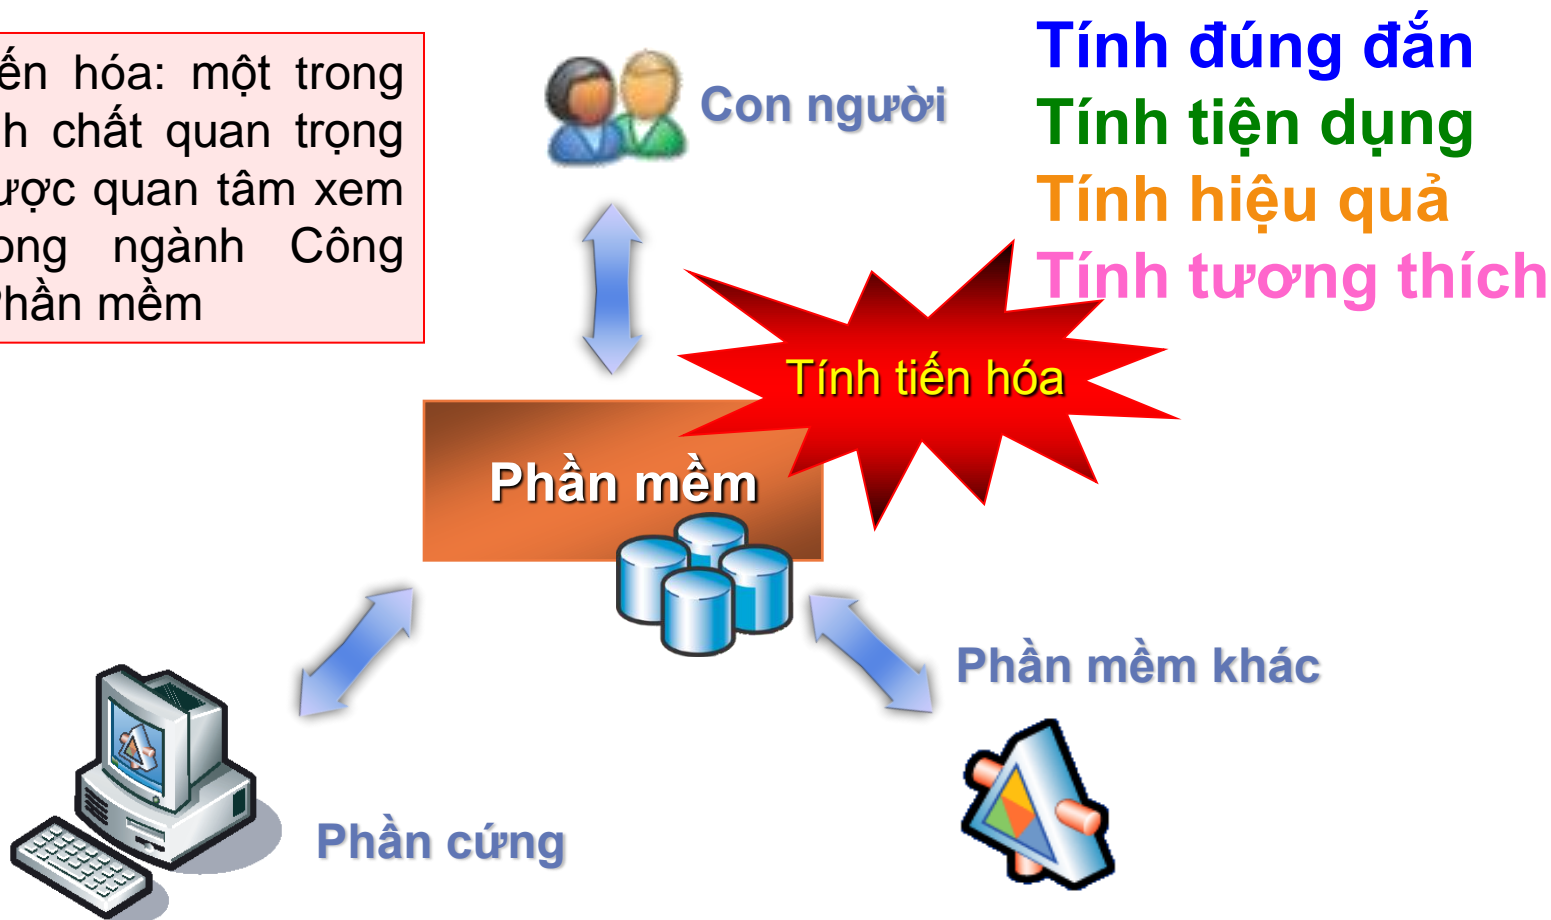 ến hóa: một trong
h chất quan trọng
ược quan tâm xem
ong ngành Công
hần mềm
Con người
Tính đúng đắn
Tính tiện dụng
Tính hiệu quả
Tính tương thích
Tính tiến hóa
Phần mềm
Phần mềm khác
Phần cứng